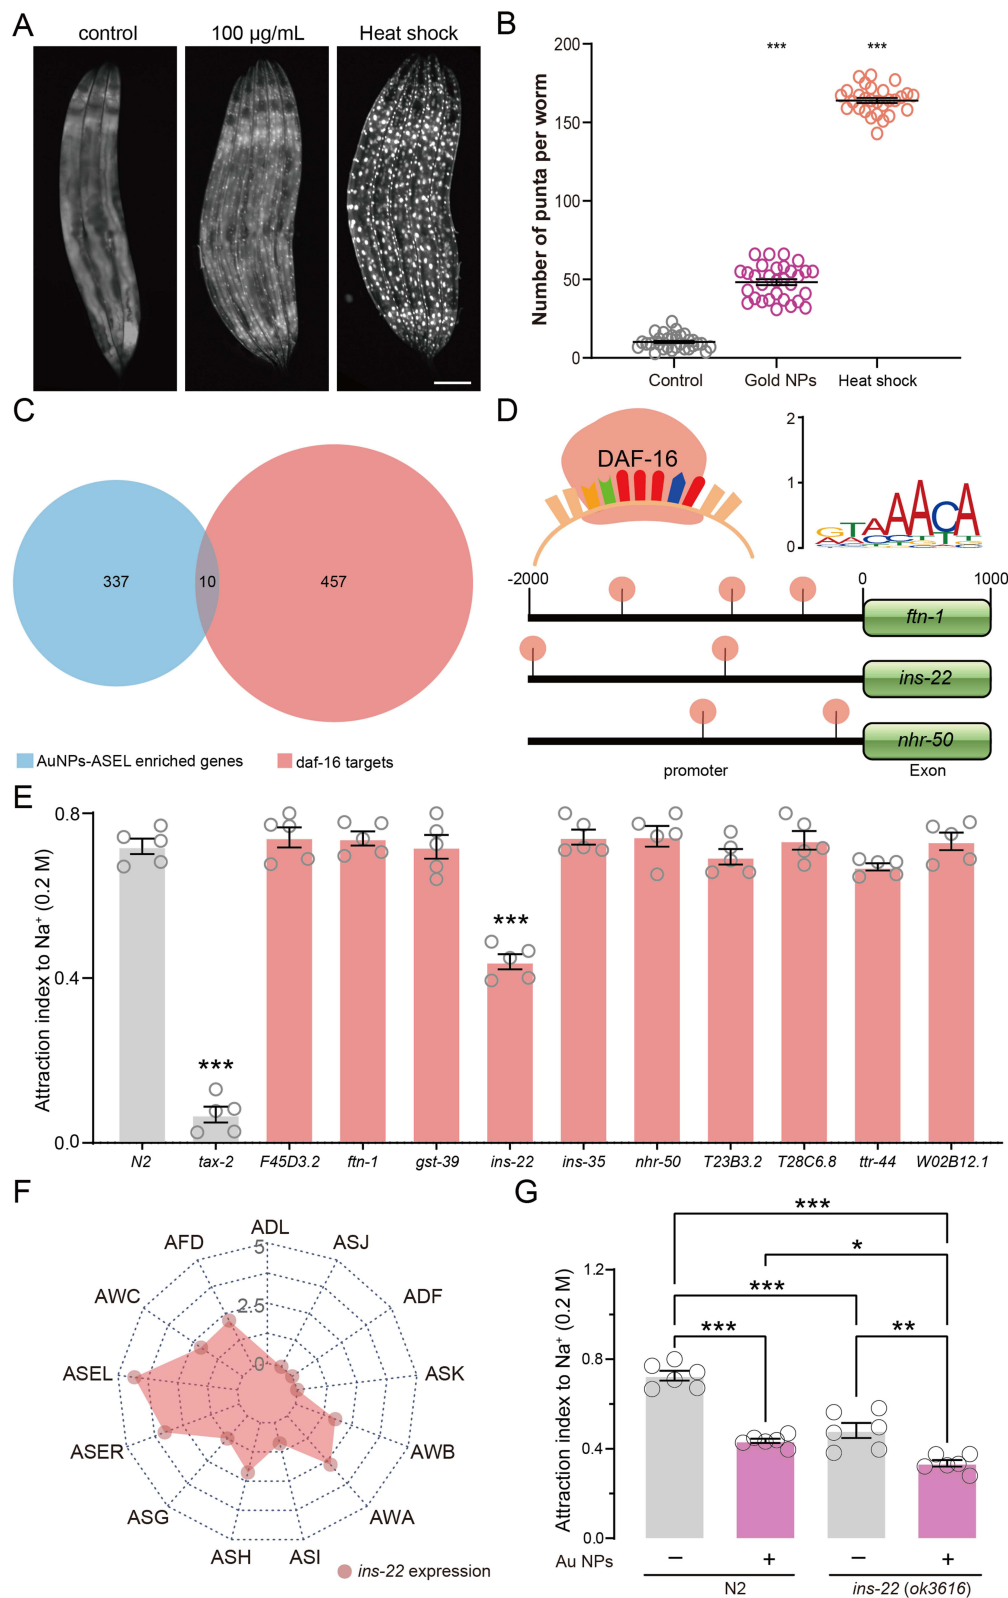 A
control
100 μg/mL
Heat shock
B
Number of punta per worm
200
150
100
50
0
***
***
Control
Gold NPs
Heat shock
C
337
10
457
AuNPs-ASEL enriched genes
daf-16 targets
D
DAF-16
2
1
0
GTAAACA
-2000
0
1000
ftn-1
ins-22
nhr-50
promoter
Exon
E
Attraction index to Na⁺ (0.2 M)
0.8
0.4
0.0
***
***
N2
tax-2
F45D3.2
ftn-1
gst-39
ins-22
ins-35
nhr-50
T23B3.2
T28C6.8
ttr-44
W02B12.1
F
ADL
ASJ
ADF
ASK
AWB
AWA
ASI
ASH
ASG
ASER
ASEL
AWC
AFD
5
2.5
0
ins-22 expression
G
Attraction index to Na⁺ (0.2 M)
1.2
0.8
0.4
0.0
***
*
***
***
**
Au NPs
−
+
−
+
N2
ins-22 (ok3616)